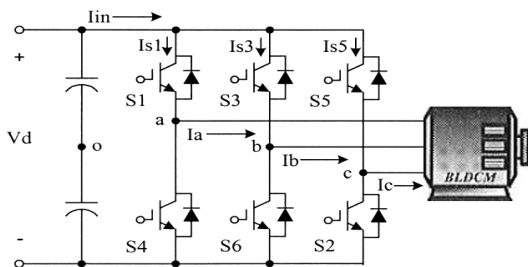 Iin
+
Is1 Is3 Is5
S1 S3 S5
Vd
o
a
Ia
b
Ib
c
Ic
BLDCM
-
S4 S6 S2